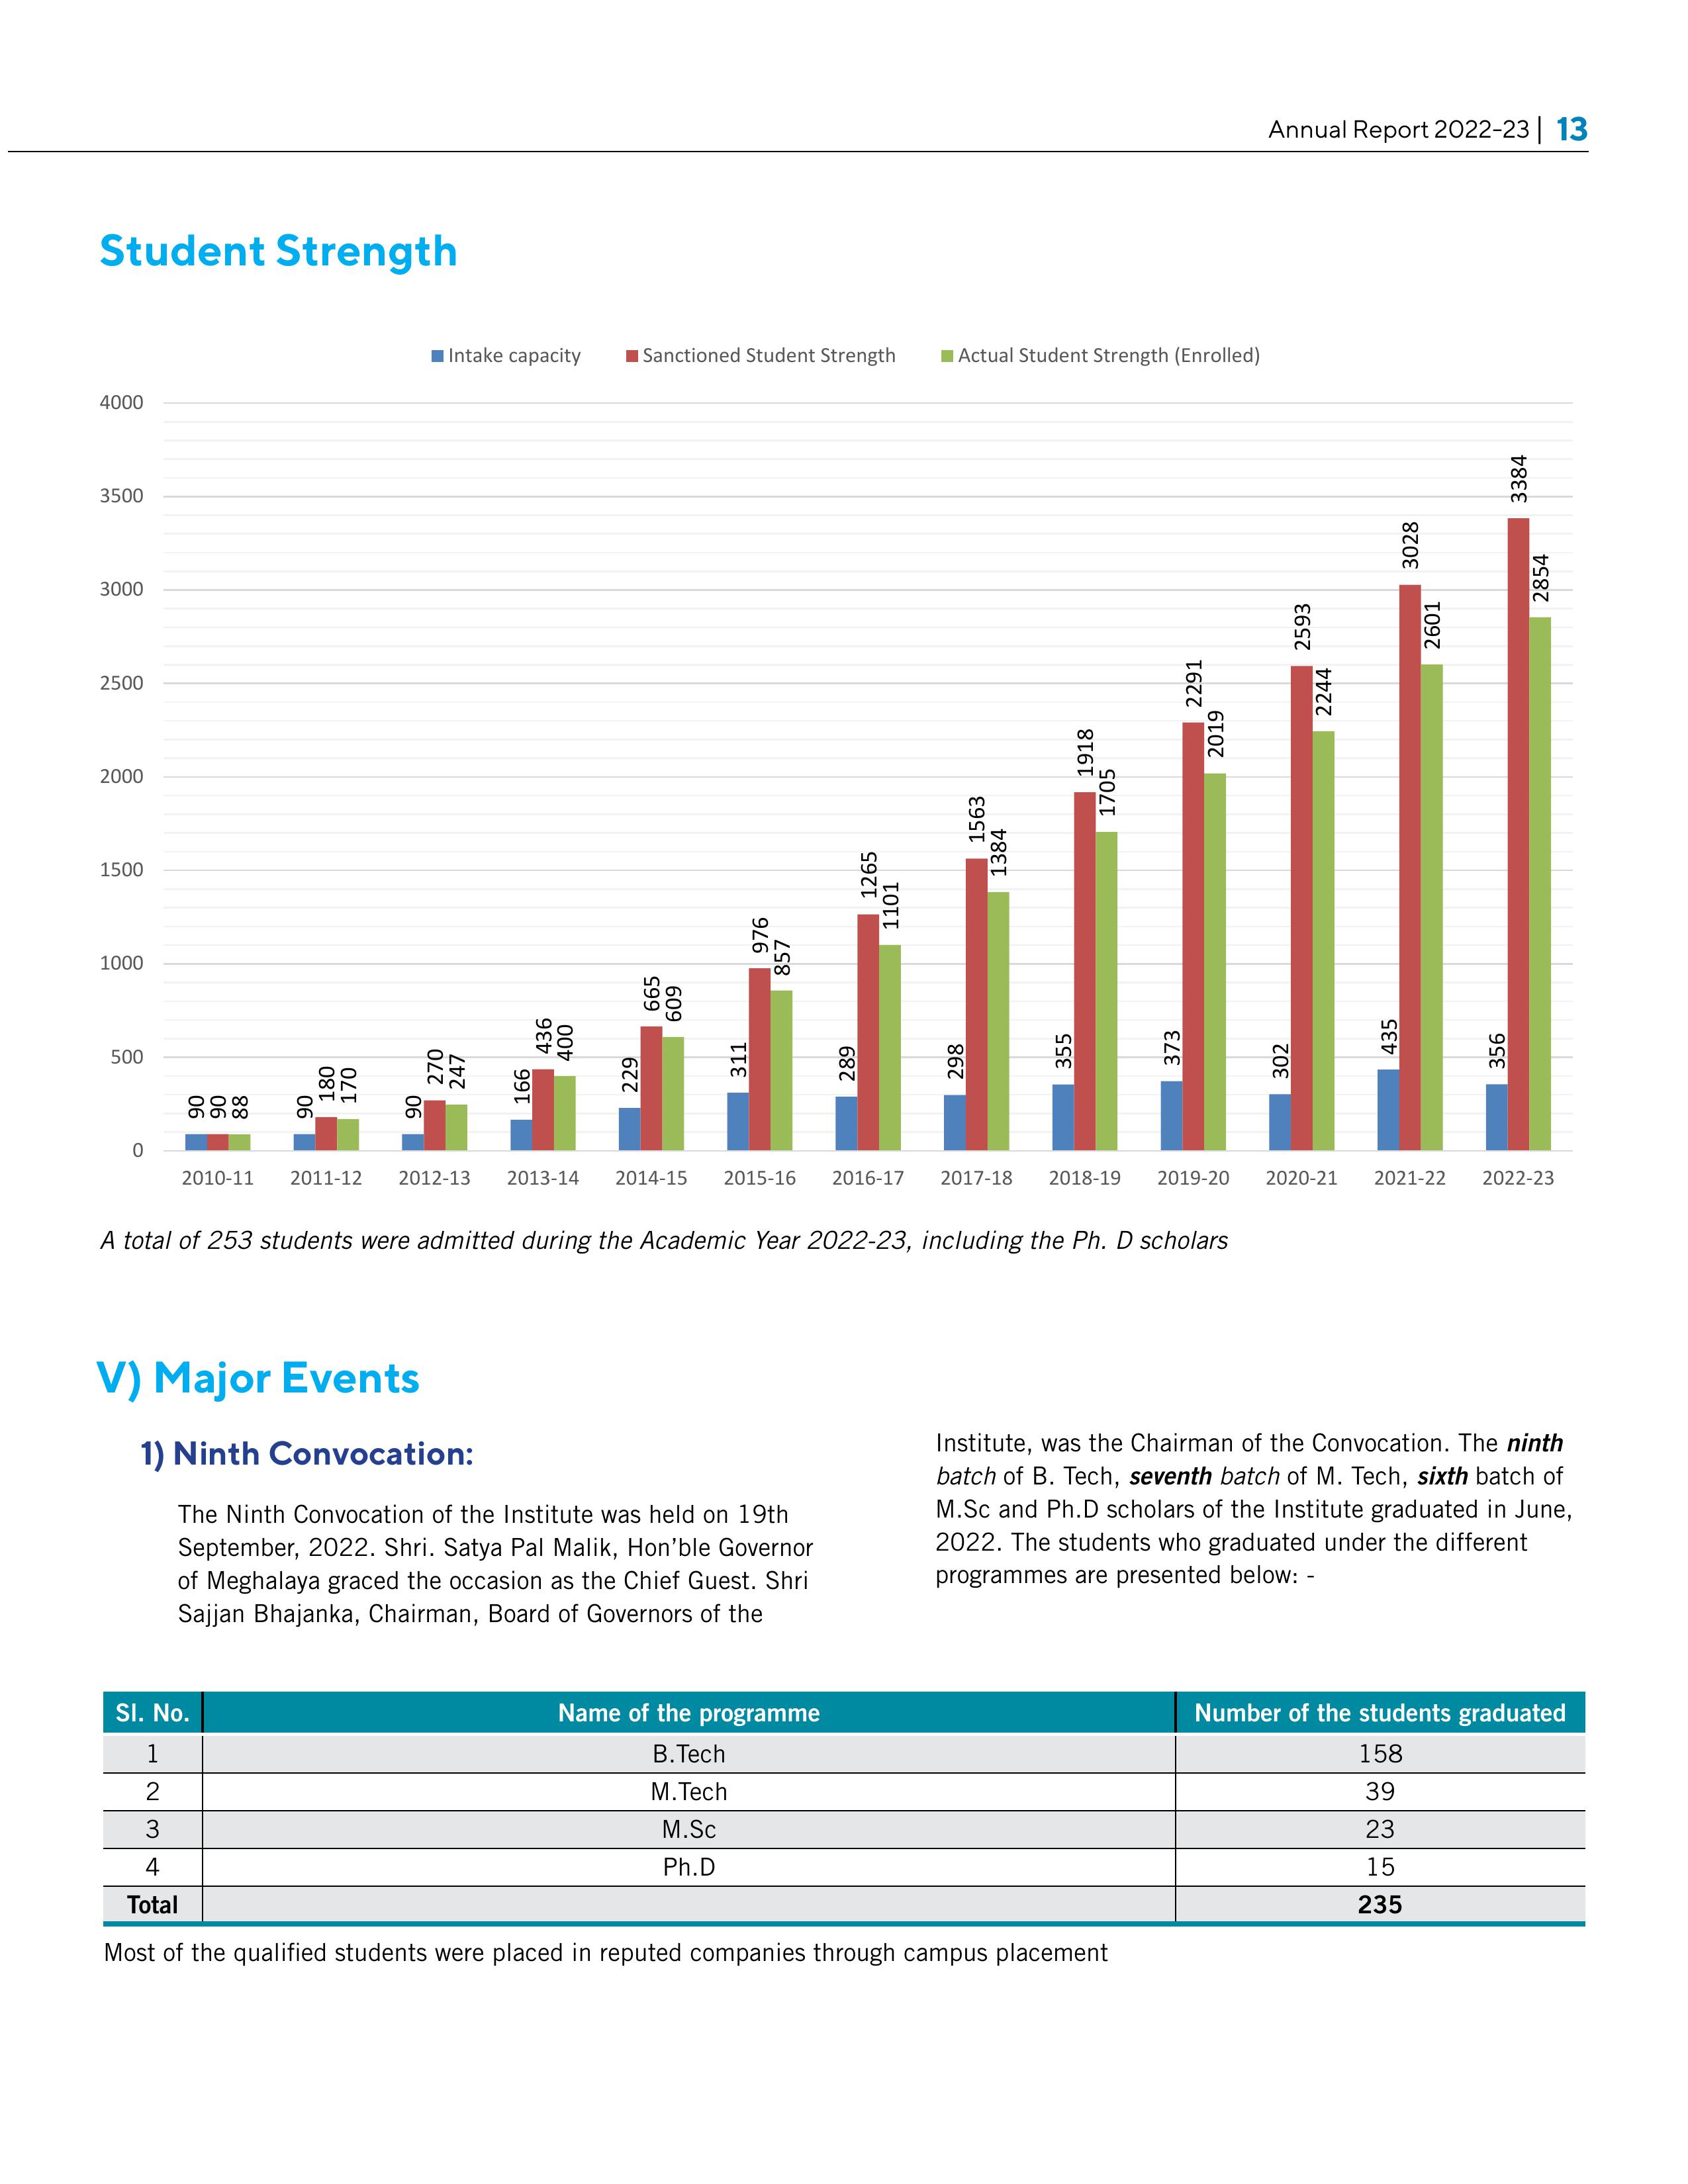 Annual Report 2022-23 | 13
Student Strength
Intake capacity Sanctioned Student Strength Actual Student Strength (Enrolled)
4000
3500
3000
2500
2000
1500
1000
500
0
90 90 88
90 180 170
90 270 247
166 436 400
229 665 609
311 976 857
289 1265 1101
298 1563 1384
355 1918 1705
373 2291 2019
302 2593 2244
435 3028 2601
356 3384 2854
2010-11 2011-12 2012-13 2013-14 2014-15 2015-16 2016-17 2017-18 2018-19 2019-20 2020-21 2021-22 2022-23
A total of 253 students were admitted during the Academic Year 2022-23, including the Ph. D scholars
V) Major Events
1) Ninth Convocation:
The Ninth Convocation of the Institute was held on 19th
September, 2022. Shri. Satya Pal Malik, Hon’ble Governor
of Meghalaya graced the occasion as the Chief Guest. Shri
Sajjan Bhajanka, Chairman, Board of Governors of the
Institute, was the Chairman of the Convocation. The ninth
batch of B. Tech, seventh batch of M. Tech, sixth batch of
M.Sc and Ph.D scholars of the Institute graduated in June,
2022. The students who graduated under the different
programmes are presented below: -
Sl. No. Name of the programme Number of the students graduated
1 B.Tech 158
2 M.Tech 39
3 M.Sc 23
4 Ph.D 15
Total 235
Most of the qualified students were placed in reputed companies through campus placement